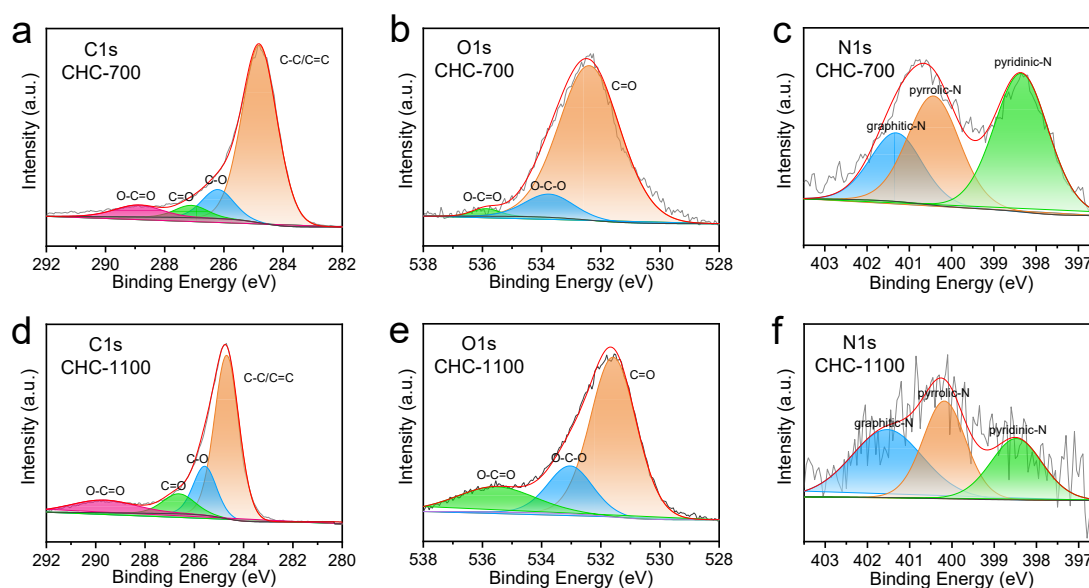 a
C1s
CHC-700
C-C/C=C
C-O
C=O
O-C=O
Intensity (a.u.)
292 290 288 286 284 282
Binding Energy (eV)
b
O1s
CHC-700
C=O
O-C-O
O-C=O
Intensity (a.u.)
538 536 534 532 530 528
Binding Energy (eV)
c
N1s
CHC-700
pyridinic-N
pyrrolic-N
graphitic-N
Intensity (a.u.)
403 402 401 400 399 398 397
Binding Energy (eV)
d
C1s
CHC-1100
C-C/C=C
C-O
C=O
O-C=O
Intensity (a.u.)
292 290 288 286 284 282 280
Binding Energy (eV)
e
O1s
CHC-1100
C=O
O-C-O
O-C=O
Intensity (a.u.)
538 536 534 532 530 528
Binding Energy (eV)
f
N1s
CHC-1100
graphitic-N
pyrrolic-N
pyridinic-N
Intensity (a.u.)
403 402 401 400 399 398 397
Binding Energy (eV)